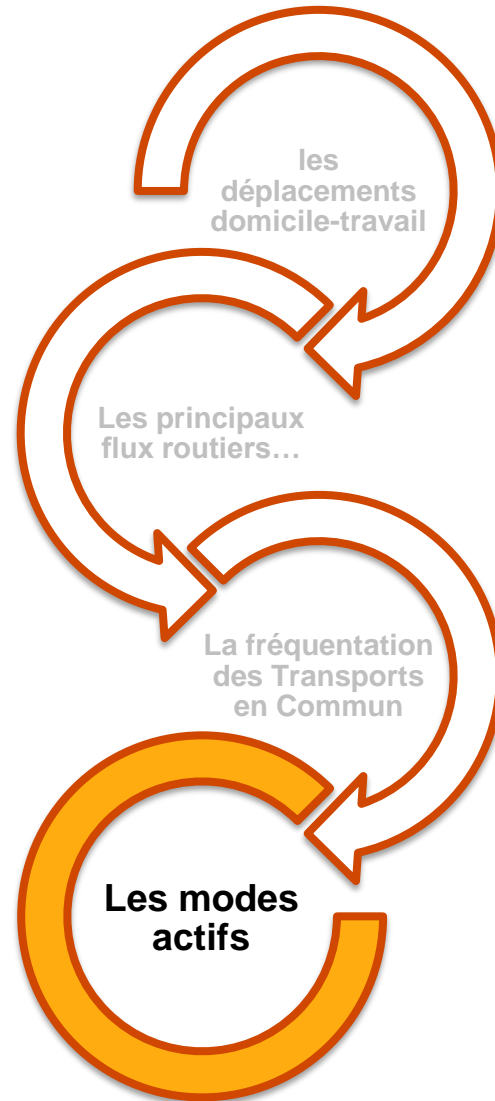 les
déplacements
domicile-travail
Les principaux
flux routiers…
La fréquentation
des Transports
en Commun
Les modes
actifs